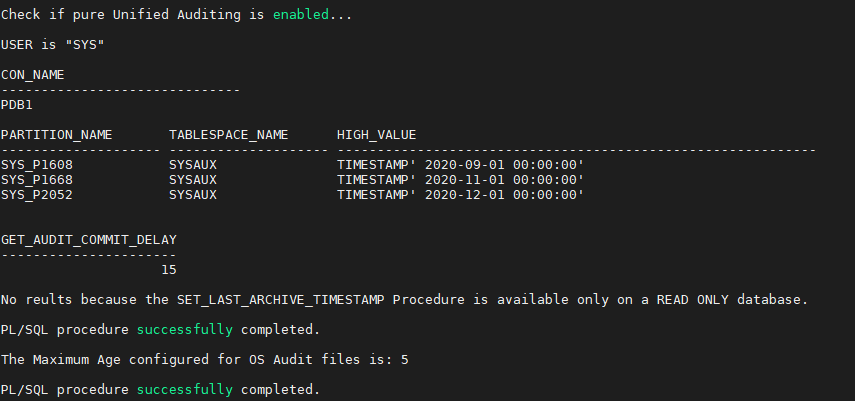 Check if pure Unified Auditing is enabled...
USER is "SYS"
CON_NAME
------------------------------
PDB1
PARTITION_NAME       TABLESPACE_NAME      HIGH_VALUE
-------------------- -------------------- ------------------------------------------------------------
SYS_P1608            SYSAUX               TIMESTAMP' 2020-09-01 00:00:00'
SYS_P1668            SYSAUX               TIMESTAMP' 2020-11-01 00:00:00'
SYS_P2052            SYSAUX               TIMESTAMP' 2020-12-01 00:00:00'
GET_AUDIT_COMMIT_DELAY
----------------------
                    15
No reults because the SET_LAST_ARCHIVE_TIMESTAMP Procedure is available only on a READ ONLY database.
PL/SQL procedure successfully completed.
The Maximum Age configured for OS Audit files is: 5
PL/SQL procedure successfully completed.